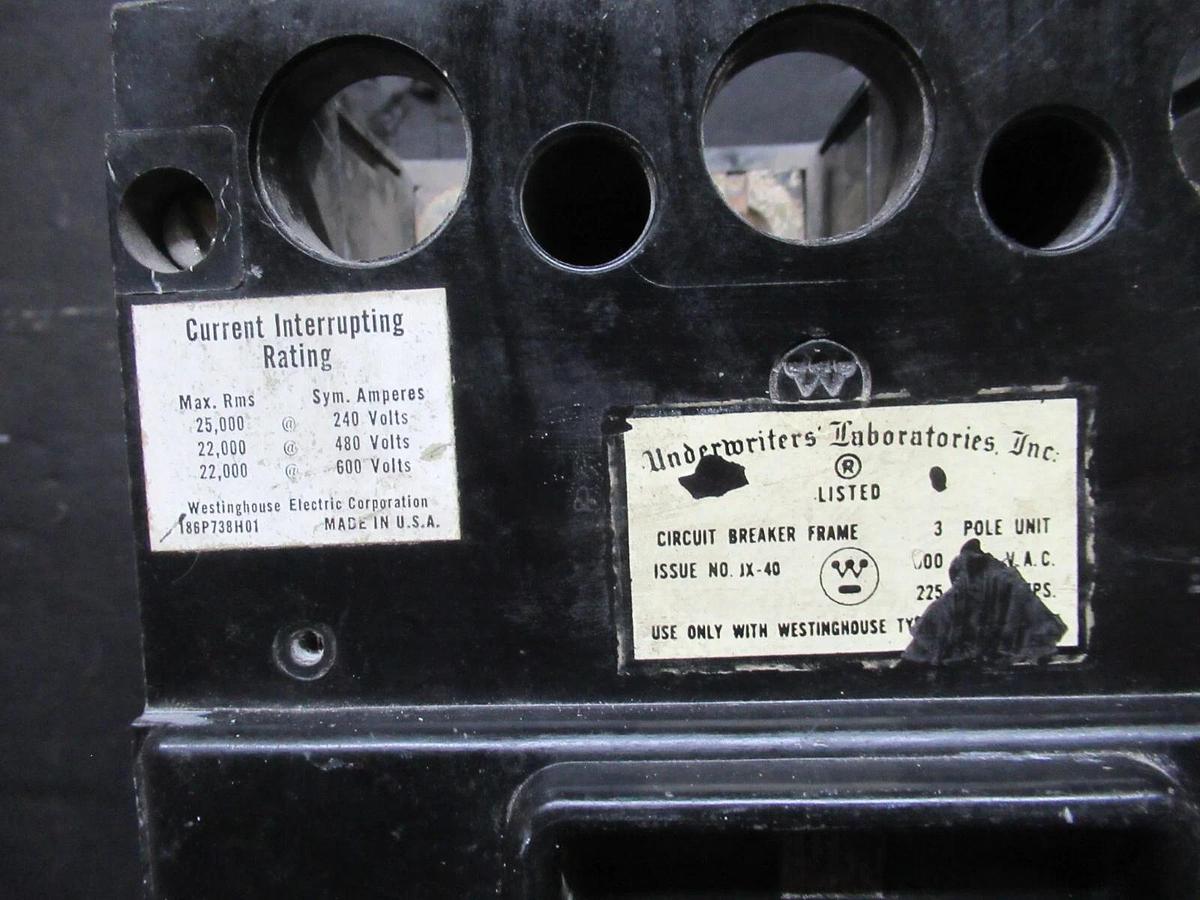 Current Interrupting
Rating
Max. Rms Sym. Amperes
25,000 @ 240 Volts
22,000 @ 480 Volts
22,000 @ 600 Volts
Westinghouse Electric Corporation
186P738H01 MADE IN U.S.A.
W
Underwriters' Laboratories, Inc.
®
LISTED
CIRCUIT BREAKER FRAME 3 POLE UNIT
ISSUE NO. JX-40 W V.A.C.
225
USE ONLY WITH WESTINGHOUSE